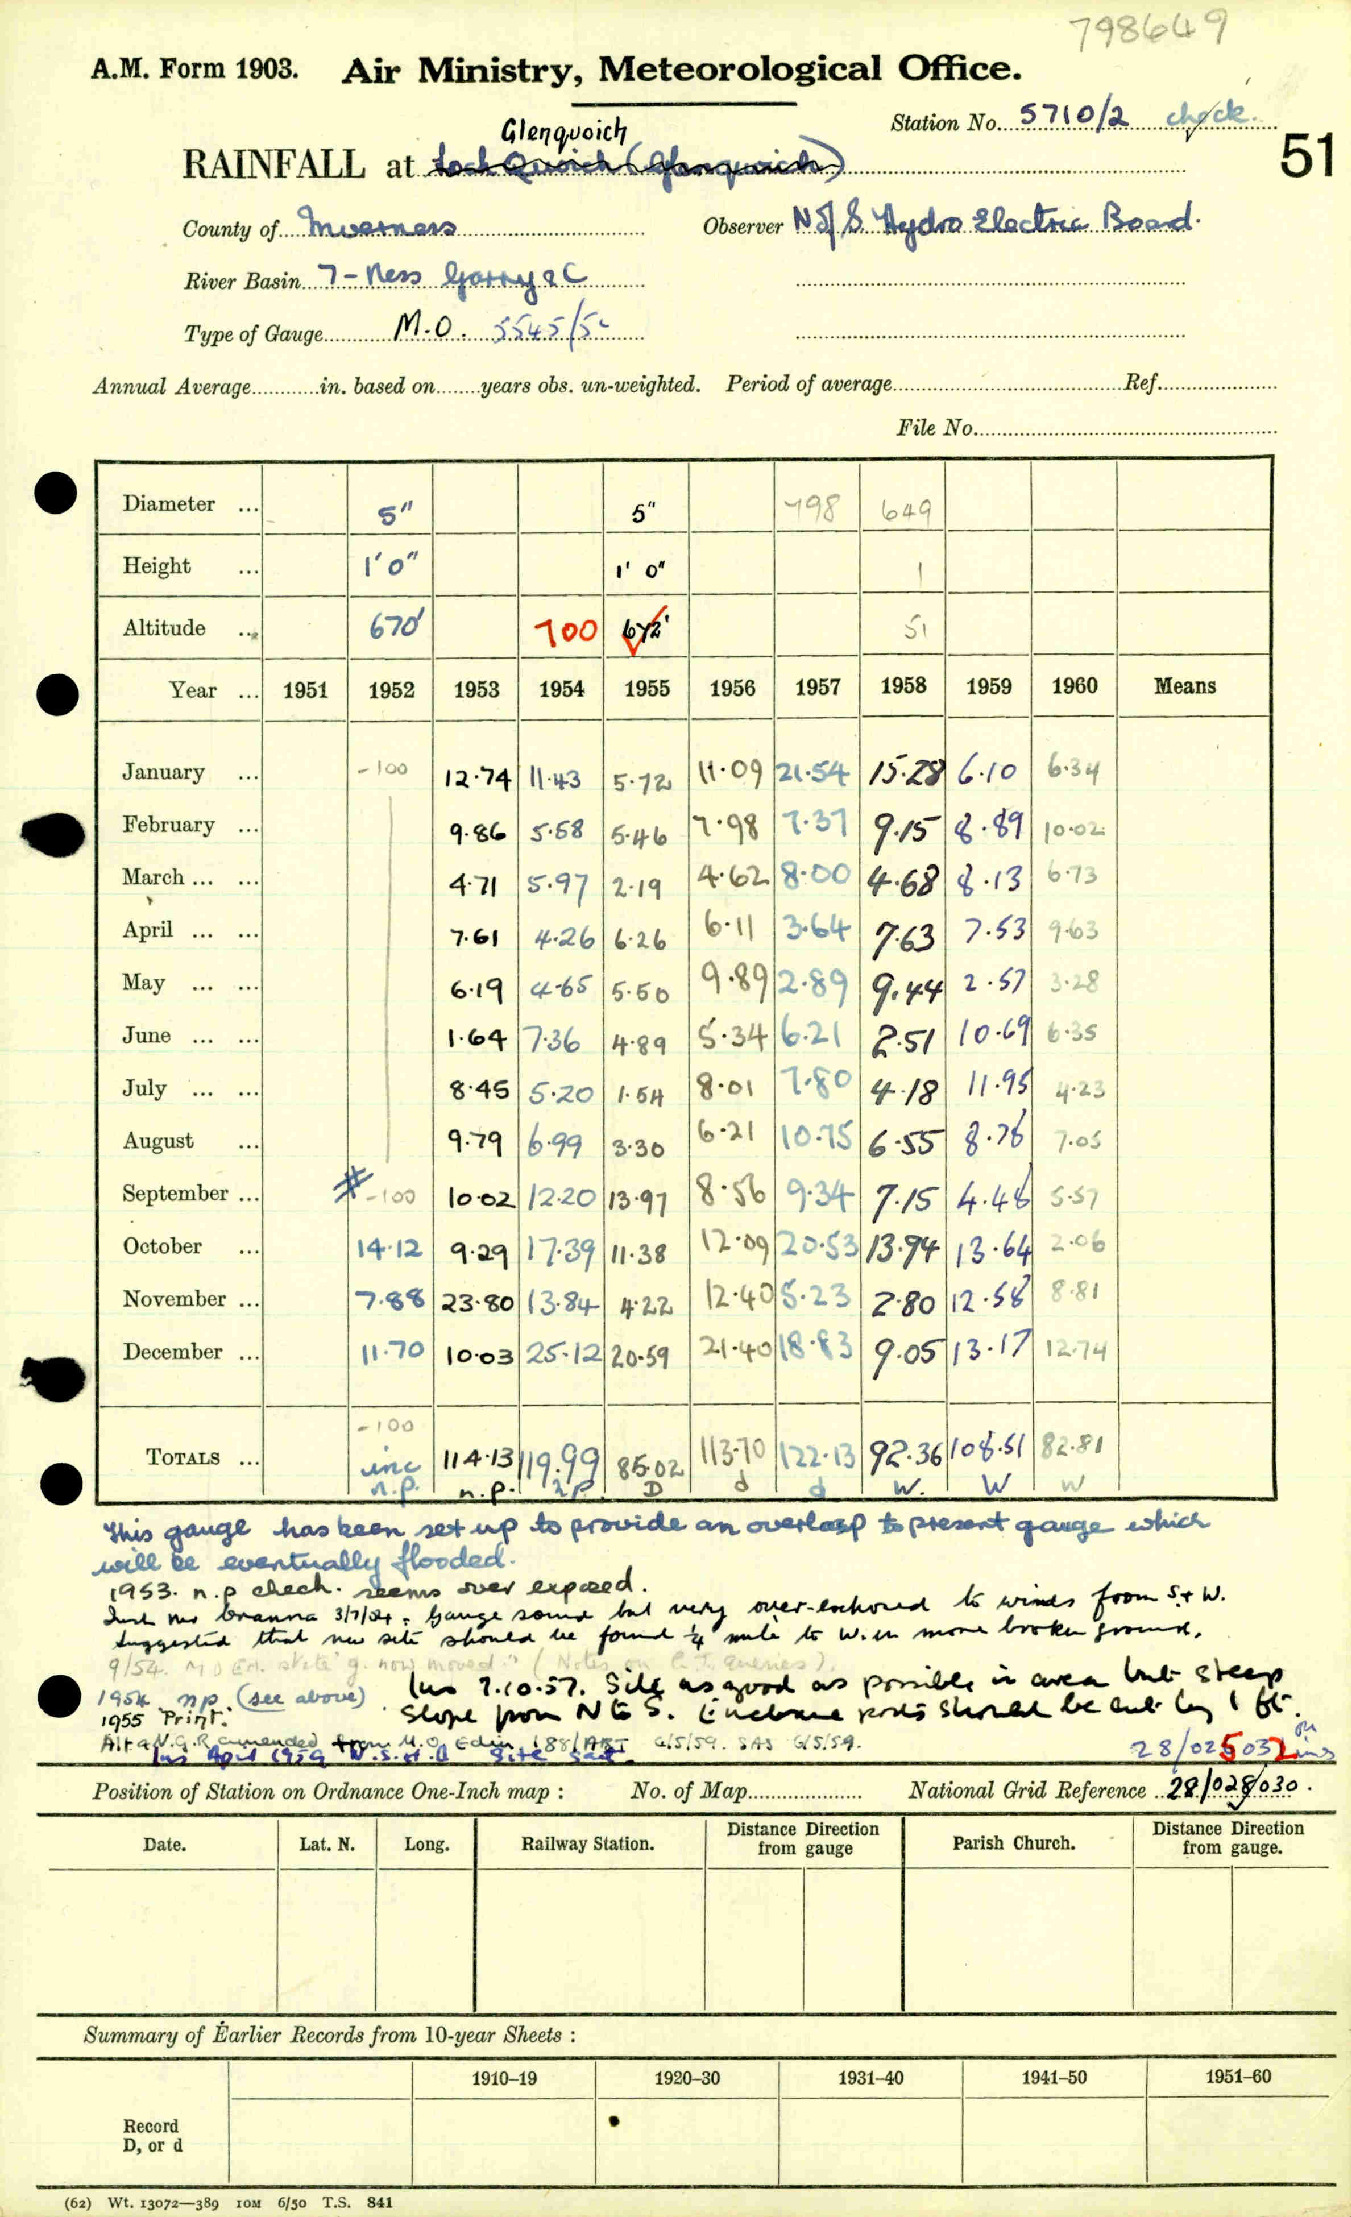 798649
A.M. Form 1903. Air Ministry, Meteorological Office.
Station No. 5710/2 check.
51
Glenquoich
RAINFALL at Loch Quoich (Glenquoich)
County of Inverness Observer N of S Hydro Electric Board.
River Basin 7 - Ness Garry & C
Type of Gauge M.O. 5545/5
Annual Average in. based on years obs. un-weighted. Period of average Ref.
File No.
Diameter ... 5" 5" 798 649
Height ... 1' 0" 1' 0" 1
Altitude ... 670' 700 672' 51
Year ... 1951 1952 1953 1954 1955 1956 1957 1958 1959 1960 Means
January ... -100 12.74 11.43 5.72 11.09 21.54 15.28 6.10 6.34
February ... 9.86 5.58 5.46 7.98 7.37 9.15 8.89 10.02
March ... ... 4.71 5.97 2.19 4.62 8.00 4.68 8.13 6.73
April ... ... 7.61 4.26 6.26 6.11 3.64 7.63 7.53 9.63
May ... ... 6.19 4.65 5.50 9.89 2.89 9.44 2.57 3.28
June ... ... 1.64 7.36 4.89 5.34 6.21 2.51 10.69 6.35
July ... ... 8.45 5.20 1.54 8.01 7.80 4.18 11.95 4.23
August ... 9.79 6.99 3.30 6.21 10.75 6.55 8.78 7.05
September ... # -100 10.02 12.20 13.97 8.56 9.34 7.15 4.48 5.57
October ... 14.12 9.29 17.39 11.38 12.09 20.53 13.94 13.64 2.06
November ... 7.88 23.80 13.84 4.22 12.40 5.23 2.80 12.58 8.81
December ... 11.70 10.03 25.12 20.59 21.40 18.83 9.05 13.17 12.74
-100
TOTALS ... inc 114.13 119.99 85.02 113.70 122.13 92.36 108.51 82.81
n.p. n.p. n.p. D d d W. W W
This gauge has been set up to provide an overlap to present gauge which
will be eventually flooded.
1953. n.p check. seems over exposed.
3/7/54. Gauge sound but very over-exposed to winds from S + W.
Suggested that new site should be found 1/4 mile to W. in more broken ground.
9/54. M O Edn. state "g. now moved" (Notes on C.J. Queries).
1954 n.p (see above) Ins 7.10.57. Site as good as possible in area but steep
1955 'Print.' slope from N to S. Enclosure posts should be cut by 1 ft.
Alt & N.G.R amended from M.O. Edin 188/ABJ 6/5/59. SAS 6/5/59.
Ins April 1959 N.S.H.B Site 28/025032 on ins
Position of Station on Ordnance One-Inch map : No. of Map National Grid Reference 28/028030.
Date. Lat. N. Long. Railway Station. Distance Direction from gauge Parish Church. Distance Direction from gauge.
Summary of Earlier Records from 10-year Sheets :
1910–19 1920–30 1931–40 1941–50 1951–60
Record
D, or d
(62) Wt. 13072—389 10M 6/50 T.S. 841